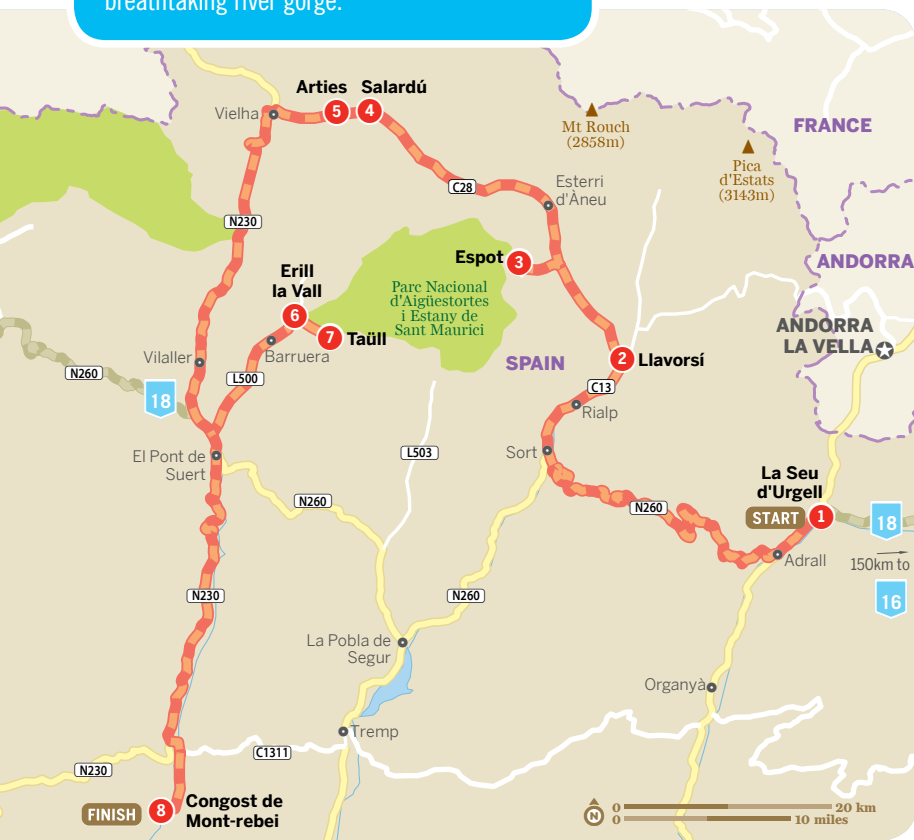 breathtaking river gorge.
Arties
Salardú
5
4
Vielha
Mt Rouch
(2858m)
FRANCE
Pica
d'Estats
(3143m)
C28
Esterri
d'Àneu
N230
Espot
3
ANDORRA
Erill
la Vall
Parc Nacional
d'Aigüestortes
i Estany de
Sant Maurici
6
7
Taüll
ANDORRA
LA VELLA
Vilaller
Barruera
SPAIN
2
Llavorsí
N260
L500
C13
18
Rialp
El Pont de
Suert
L503
Sort
La Seu
d'Urgell
N260
N260
START
1
18
Adrall
150km to
N230
N260
16
La Pobla de
Segur
Organyà
Tremp
C1311
N230
Congost de
Mont-rebei
FINISH
8
N
0
20 km
0
10 miles